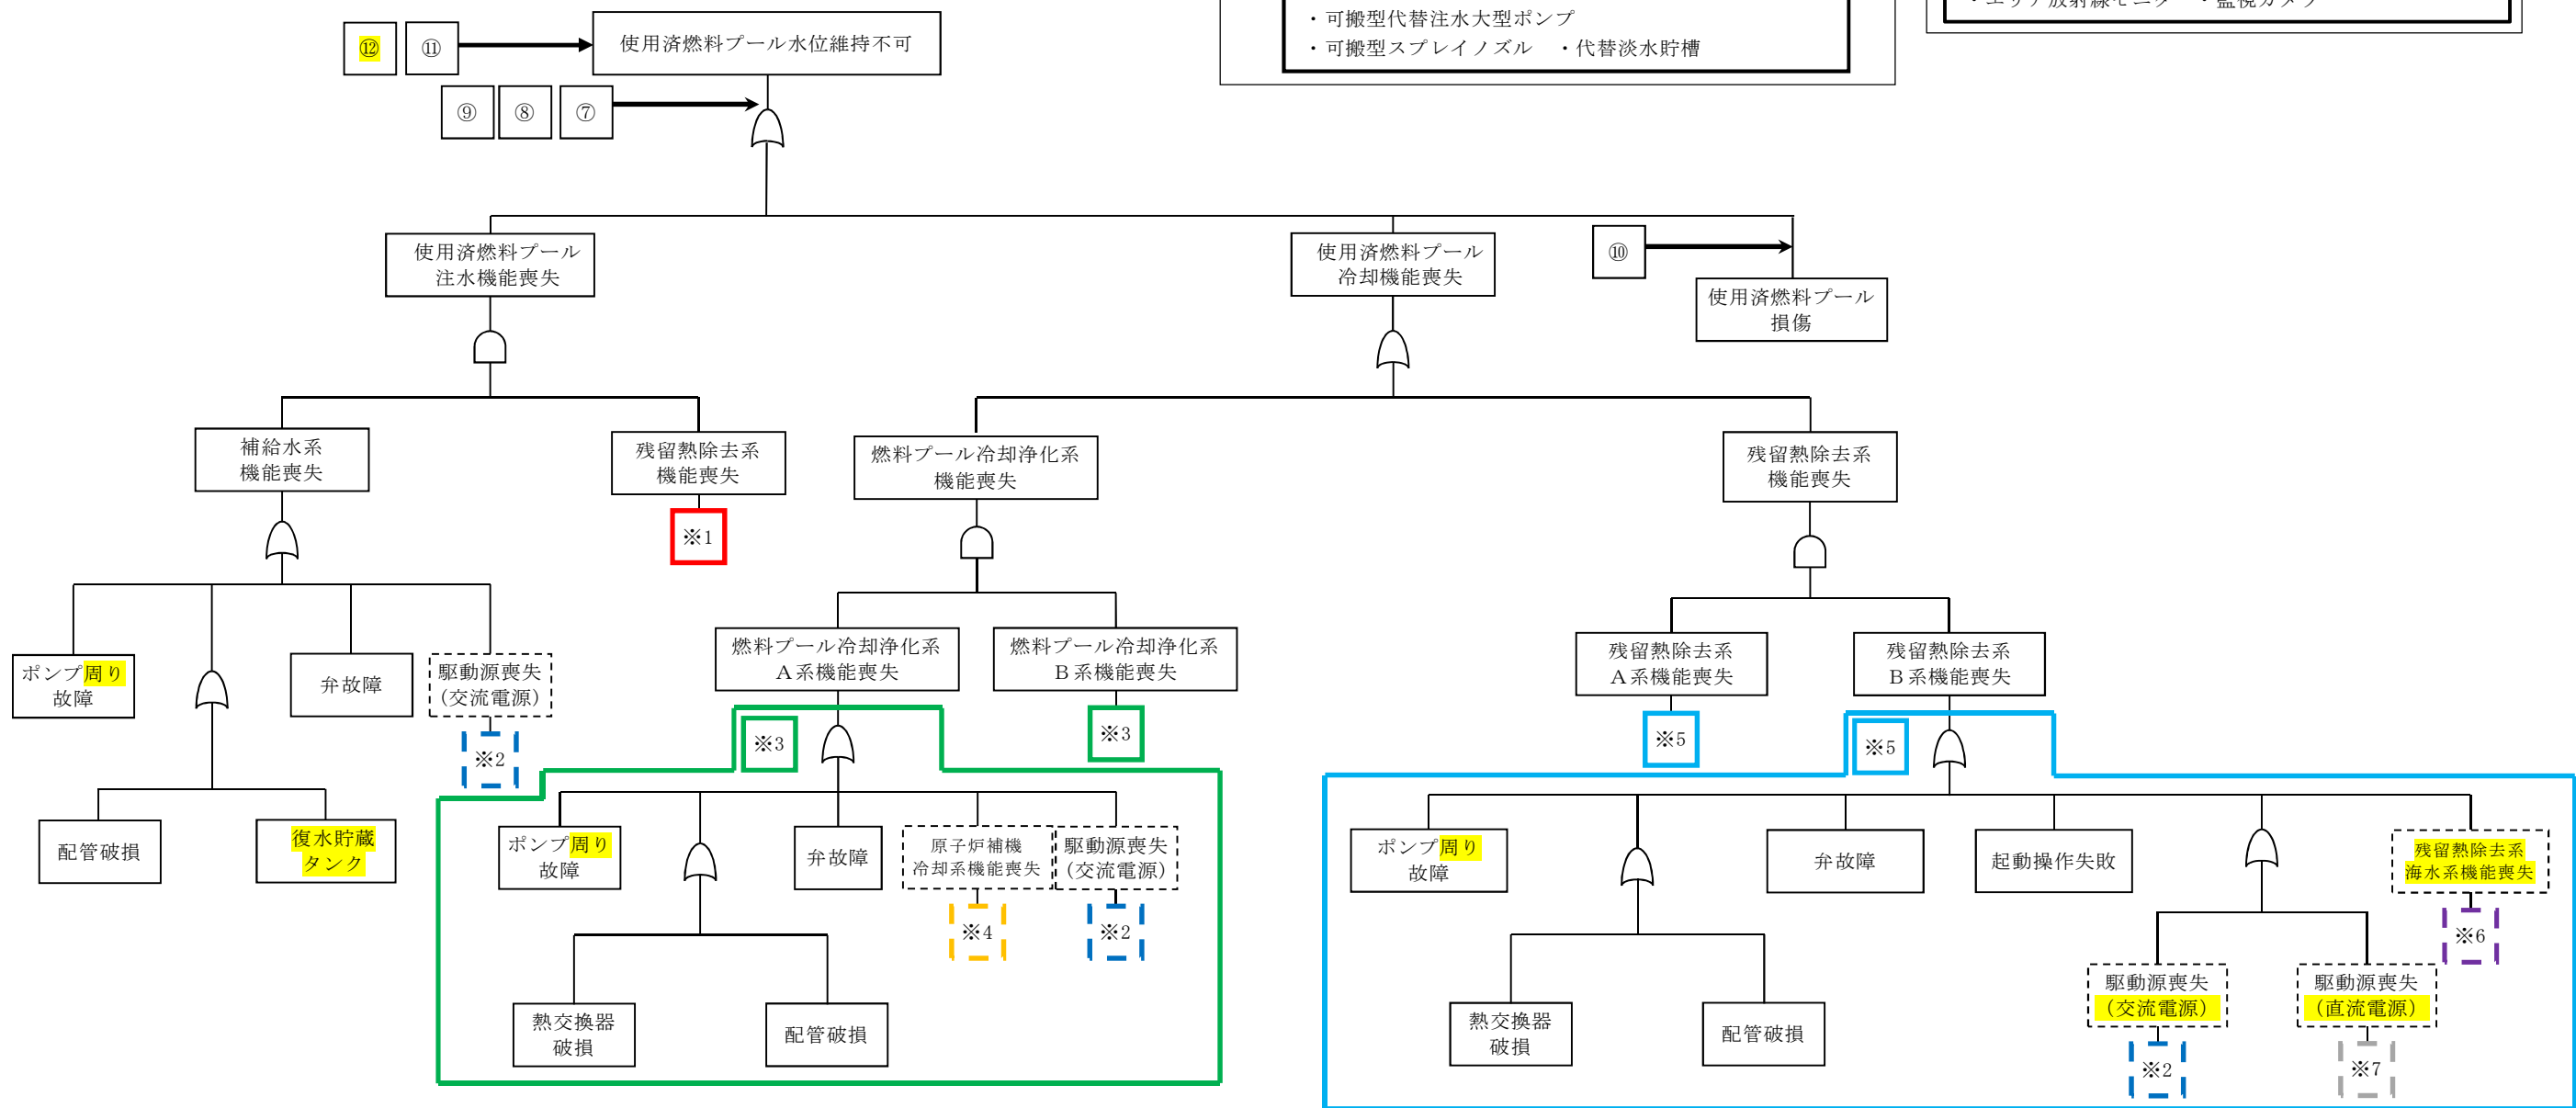 ・可搬型代替注水大型ポンプ
・可搬型スプレイノズル　・代替淡水貯槽
・エリア放射線モニタ　・監視カメラ
⑫ ⑪
使用済燃料プール水位維持不可
⑨ ⑧ ⑦
使用済燃料プール
注水機能喪失
使用済燃料プール
冷却機能喪失
⑩
使用済燃料プール
損傷
補給水系
機能喪失
残留熱除去系
機能喪失
※1
燃料プール冷却浄化系
機能喪失
残留熱除去系
機能喪失
ポンプ周り
故障
弁故障
駆動源喪失
(交流電源)
※2
配管破損
復水貯蔵
タンク
燃料プール冷却浄化系
A系機能喪失
燃料プール冷却浄化系
B系機能喪失
※3
※3
ポンプ周り
故障
弁故障
原子炉補機
冷却系機能喪失
駆動源喪失
(交流電源)
※4
※2
熱交換器
破損
配管破損
残留熱除去系
A系機能喪失
残留熱除去系
B系機能喪失
※5
※5
ポンプ周り
故障
弁故障
起動操作失敗
残留熱除去系
海水系機能喪失
※6
熱交換器
破損
配管破損
駆動源喪失
(交流電源)
駆動源喪失
(直流電源)
※2
※7